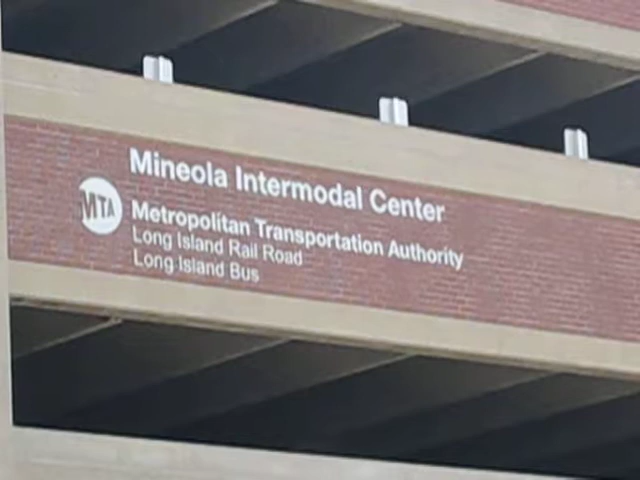 Mineola Intermodal Center
MTA
Metropolitan Transportation Authority
Long Island Rail Road
Long Island Bus